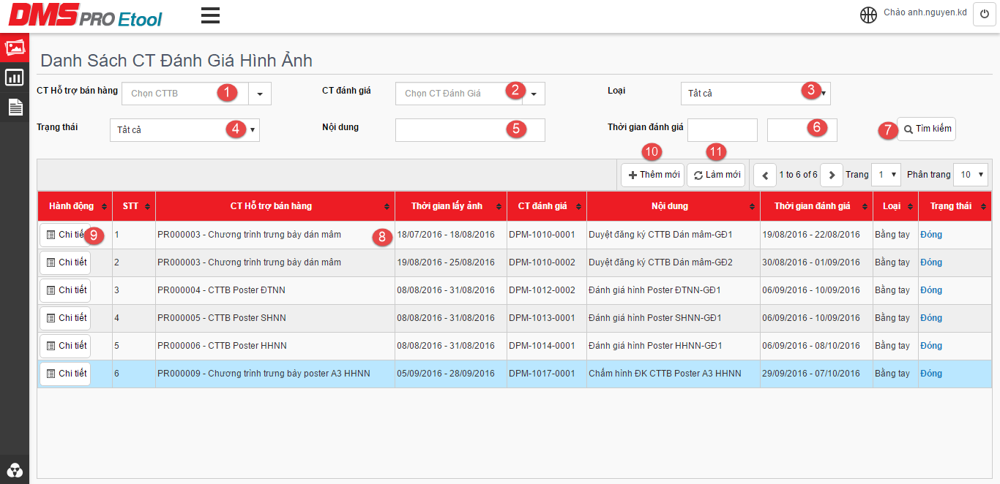 DMS PRO Etool
Chào anh.nguyen.kd
Danh Sách CT Đánh Giá Hình Ảnh
CT Hỗ trợ bán hàng Chọn CTTB 1 CT đánh giá Chọn CT Đánh Giá 2 Loại Tất cả 3
Trạng thái Tất cả 4 Nội dung 5 Thời gian đánh giá 6 7 Tìm kiếm
10 11
Thêm mới Làm mới 1 to 6 of 6 Trang 1 Phân trang 10
Hành động STT CT Hỗ trợ bán hàng Thời gian lấy ảnh CT đánh giá Nội dung Thời gian đánh giá Loại Trạng thái
Chi tiết 9 1 PR000003 - Chương trình trưng bày dán mâm 8 18/07/2016 - 18/08/2016 DPM-1010-0001 Duyệt đăng ký CTTB Dán mâm-GĐ1 19/08/2016 - 22/08/2016 Bằng tay Đóng
Chi tiết 2 PR000003 - Chương trình trưng bày dán mâm 19/08/2016 - 25/08/2016 DPM-1010-0002 Duyệt đăng ký CTTB Dán mâm-GĐ2 30/08/2016 - 01/09/2016 Bằng tay Đóng
Chi tiết 3 PR000004 - CTTB Poster ĐTNN 08/08/2016 - 31/08/2016 DPM-1012-0002 Đánh giá hình Poster ĐTNN-GĐ1 06/09/2016 - 10/09/2016 Bằng tay Đóng
Chi tiết 4 PR000005 - CTTB Poster SHNN 08/08/2016 - 31/08/2016 DPM-1013-0001 Đánh giá hình Poster SHNN-GĐ1 06/09/2016 - 10/09/2016 Bằng tay Đóng
Chi tiết 5 PR000006 - CTTB Poster HHNN 08/08/2016 - 31/08/2016 DPM-1014-0001 Đánh giá hình Poster HHNN-GĐ1 06/09/2016 - 08/10/2016 Bằng tay Đóng
Chi tiết 6 PR000009 - Chương trình trưng bày poster A3 HHNN 05/09/2016 - 28/09/2016 DPM-1017-0001 Chấm hình ĐK CTTB Poster A3 HHNN 29/09/2016 - 07/10/2016 Bằng tay Đóng